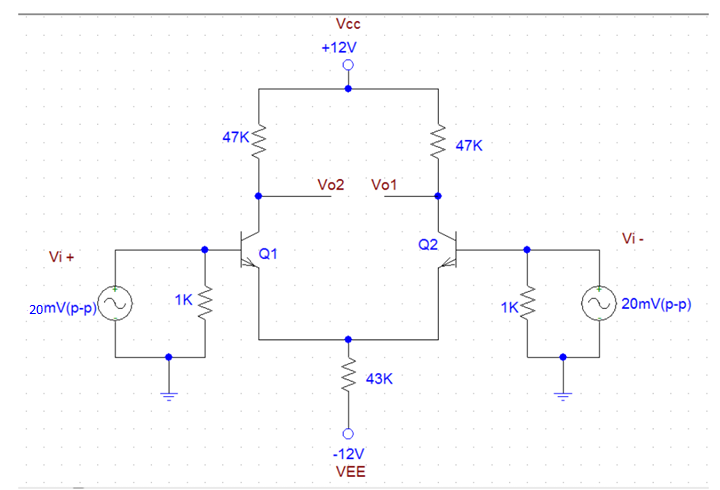 Vcc
+12V
47K
47K
Vo2
Vo1
Q1
Q2
Vi +
Vi -
20mV(p-p)
1K
1K
20mV(p-p)
43K
-12V
VEE